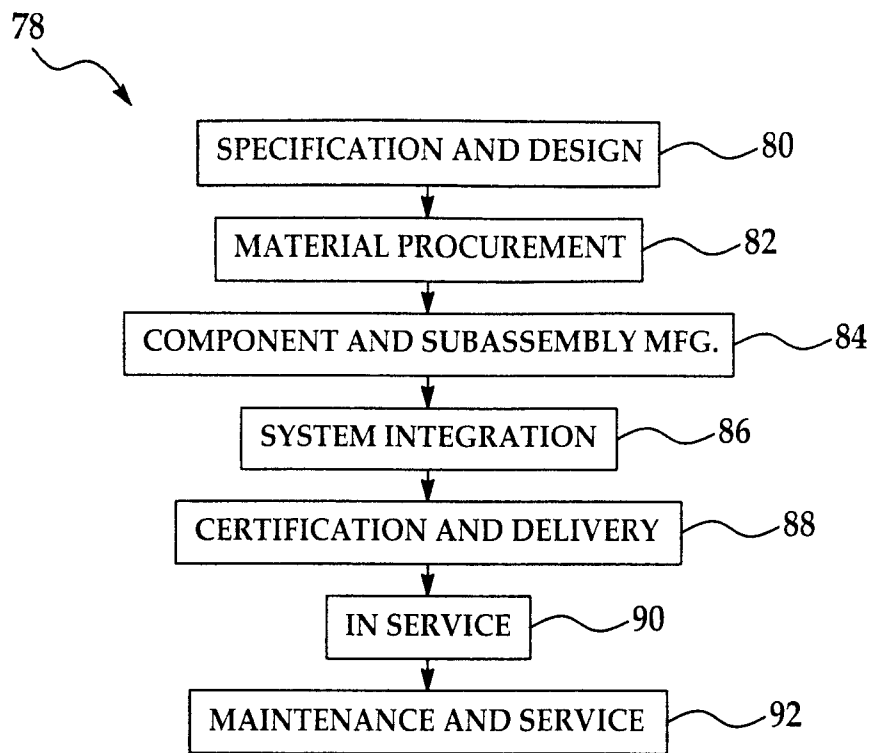 78
SPECIFICATION AND DESIGN 80
MATERIAL PROCUREMENT 82
COMPONENT AND SUBASSEMBLY MFG. 84
SYSTEM INTEGRATION 86
CERTIFICATION AND DELIVERY 88
IN SERVICE 90
MAINTENANCE AND SERVICE 92